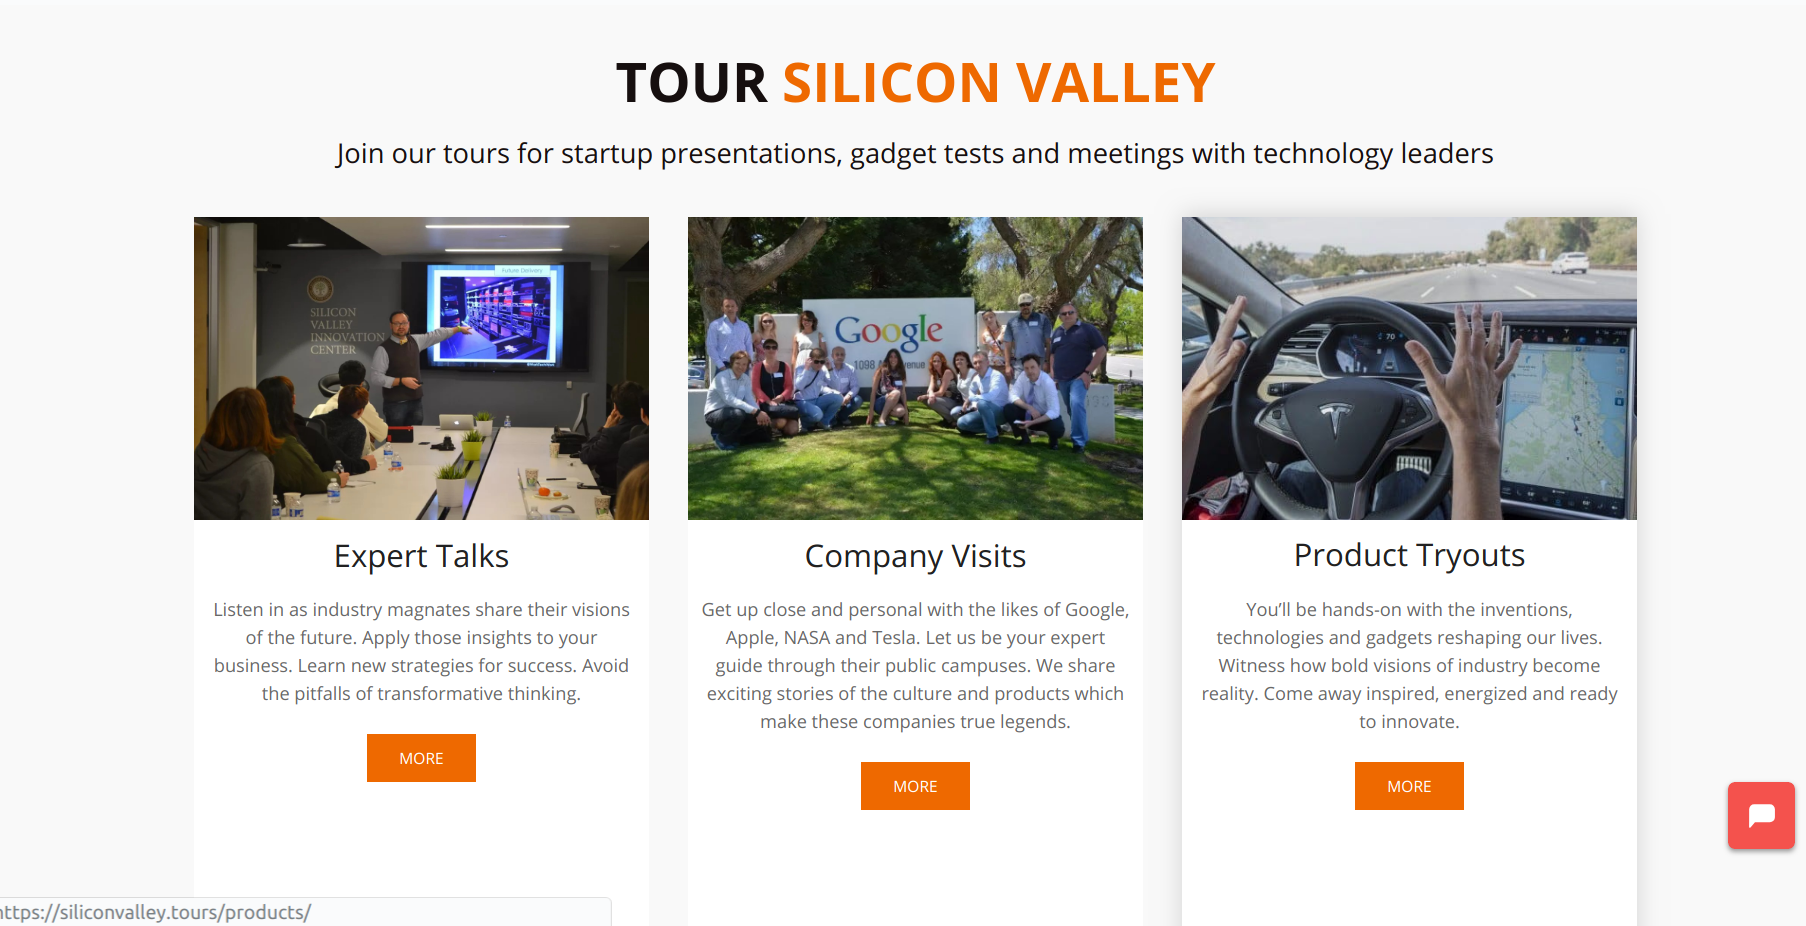 TOUR SILICON VALLEY
Join our tours for startup presentations, gadget tests and meetings with technology leaders
Future Delivery
SILICON
VALLEY
INNOVATION
CENTER
Google
1098
70
Expert Talks
Listen in as industry magnates share their visions
of the future. Apply those insights to your
business. Learn new strategies for success. Avoid
the pitfalls of transformative thinking.
MORE
Company Visits
Get up close and personal with the likes of Google,
Apple, NASA and Tesla. Let us be your expert
guide through their public campuses. We share
exciting stories of the culture and products which
make these companies true legends.
MORE
Product Tryouts
You’ll be hands-on with the inventions,
technologies and gadgets reshaping our lives.
Witness how bold visions of industry become
reality. Come away inspired, energized and ready
to innovate.
MORE
https://siliconvalley.tours/products/